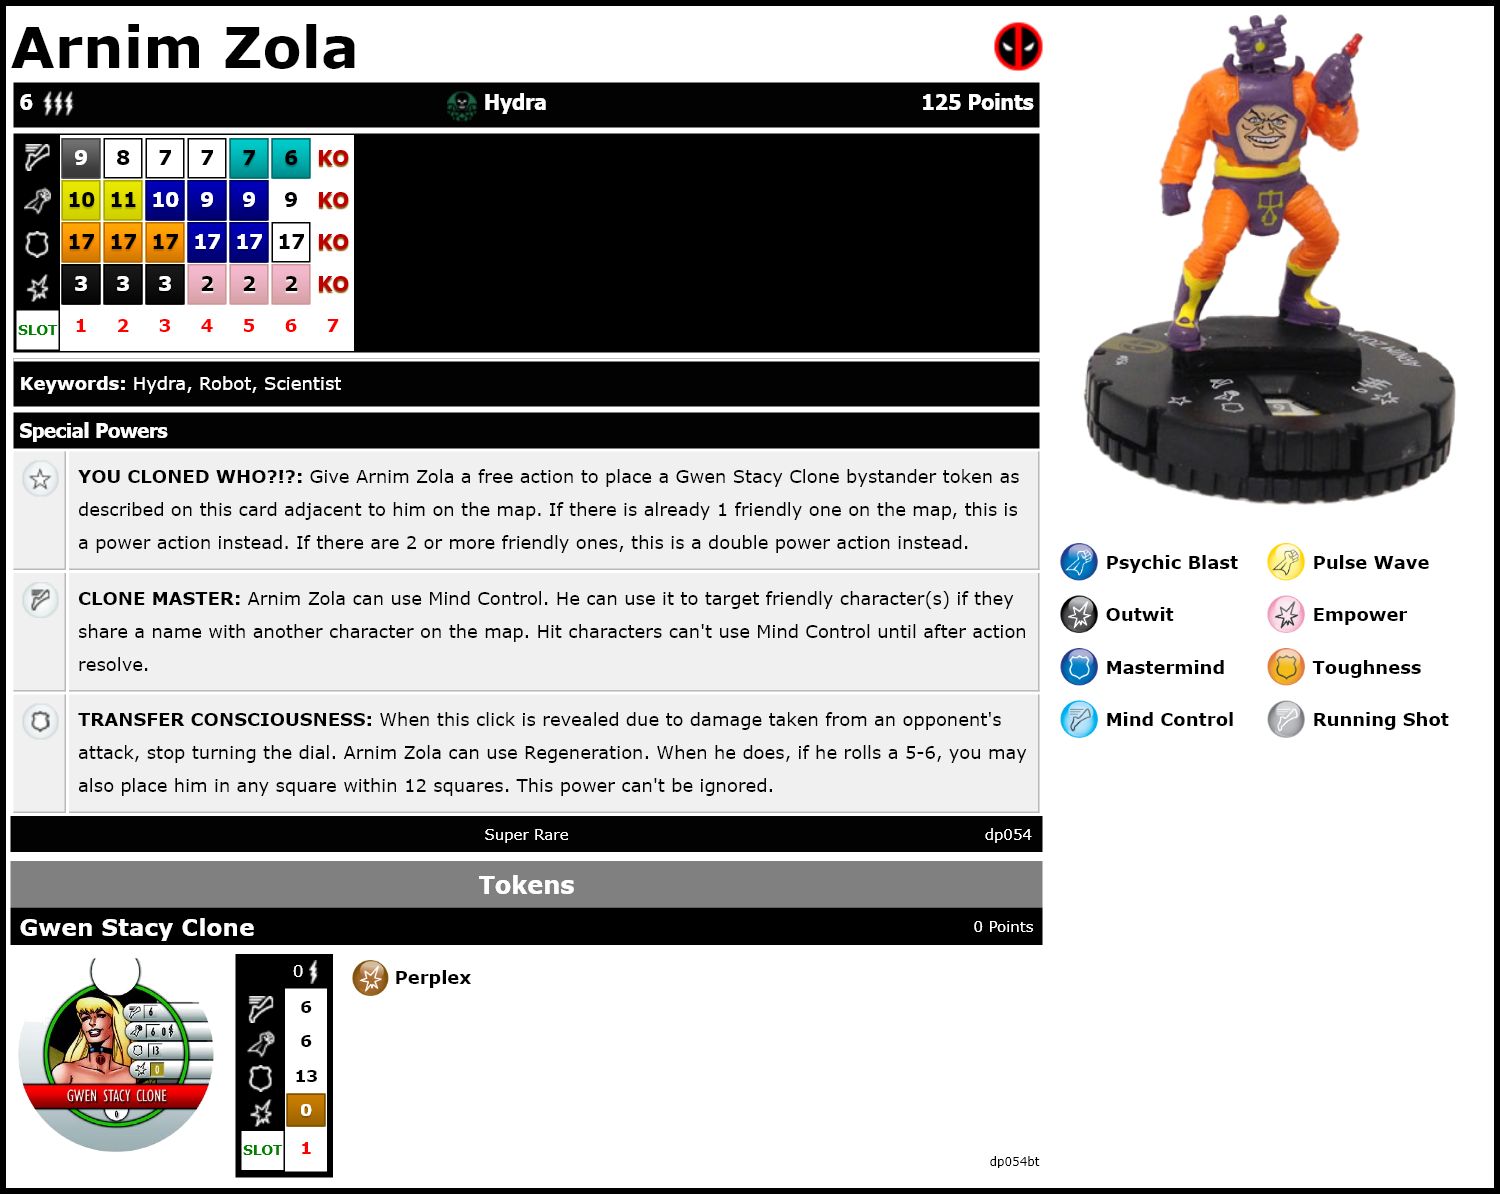 Arnim Zola
6 Hydra 125 Points
9 8 7 7 7 6 KO
10 11 10 9 9 9 KO
17 17 17 17 17 17 KO
3 3 3 2 2 2 KO
SLOT 1 2 3 4 5 6 7
Keywords: Hydra, Robot, Scientist
Special Powers
YOU CLONED WHO?!?: Give Arnim Zola a free action to place a Gwen Stacy Clone bystander token as
described on this card adjacent to him on the map. If there is already 1 friendly one on the map, this is
a power action instead. If there are 2 or more friendly ones, this is a double power action instead.
CLONE MASTER: Arnim Zola can use Mind Control. He can use it to target friendly character(s) if they
share a name with another character on the map. Hit characters can't use Mind Control until after action
resolve.
TRANSFER CONSCIOUSNESS: When this click is revealed due to damage taken from an opponent's
attack, stop turning the dial. Arnim Zola can use Regeneration. When he does, if he rolls a 5-6, you may
also place him in any square within 12 squares. This power can't be ignored.
Super Rare dp054
Tokens
Gwen Stacy Clone 0 Points
6
6 0
13
0
GWEN STACY CLONE
0
0
6
6
13
0
SLOT 1
Perplex
dp054bt
ARNIM ZOLA
6
Psychic Blast Pulse Wave
Outwit Empower
Mastermind Toughness
Mind Control Running Shot